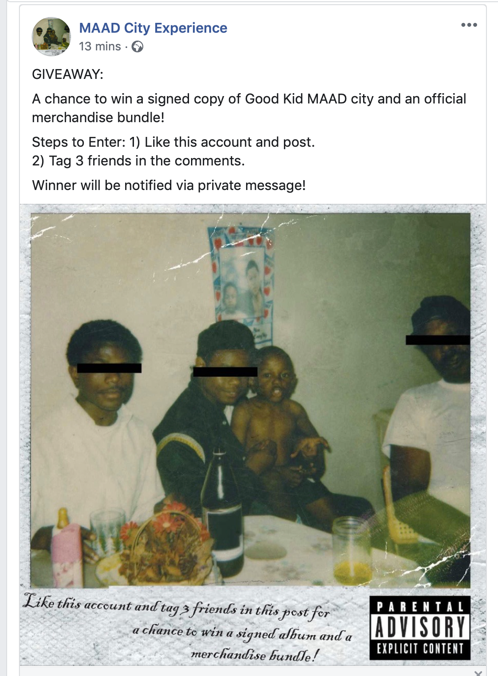 MAAD City Experience
13 mins ·
GIVEAWAY:
A chance to win a signed copy of Good Kid MAAD city and an official
merchandise bundle!
Steps to Enter: 1) Like this account and post.
2) Tag 3 friends in the comments.
Winner will be notified via private message!
Like this account and tag 3 friends in this post for
a chance to win a signed album and a
merchandise bundle!
PARENTAL
ADVISORY
EXPLICIT CONTENT